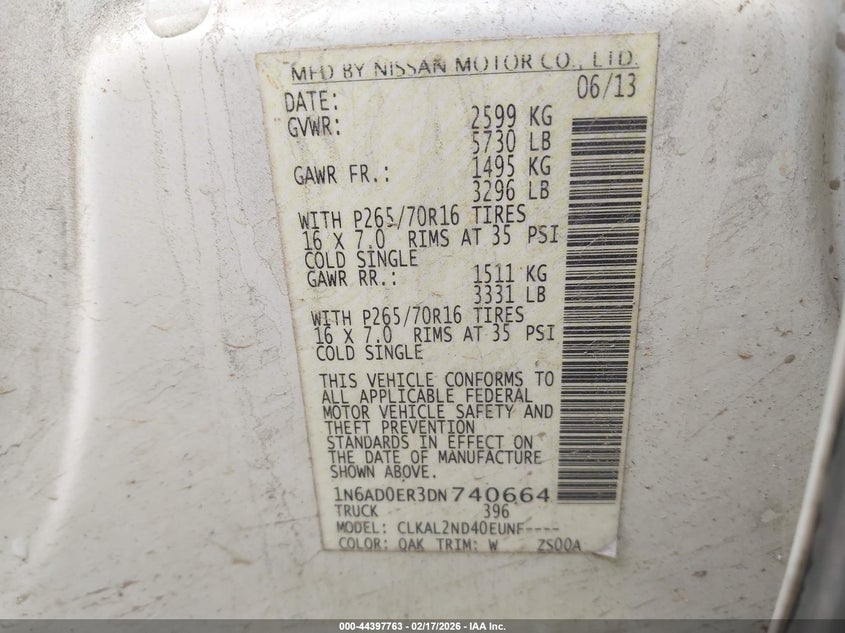 MFD BY NISSAN MOTOR CO., LTD.
DATE: 06/13
GVWR: 2599 KG
5730 LB
GAWR FR.: 1495 KG
3296 LB
WITH P265/70R16 TIRES
16 X 7.0 RIMS AT 35 PSI
COLD SINGLE
GAWR RR.: 1511 KG
3331 LB
WITH P265/70R16 TIRES
16 X 7.0 RIMS AT 35 PSI
COLD SINGLE
THIS VEHICLE CONFORMS TO
ALL APPLICABLE FEDERAL
MOTOR VEHICLE SAFETY AND
THEFT PREVENTION
STANDARDS IN EFFECT ON
THE DATE OF MANUFACTURE
SHOWN ABOVE.
1N6AD0ER3DN740664
TRUCK 396
MODEL: CLKAL2ND40EUNF----
COLOR: QAK TRIM: W ZS00A
000-44397763 - 02/17/2026 - IAA Inc.